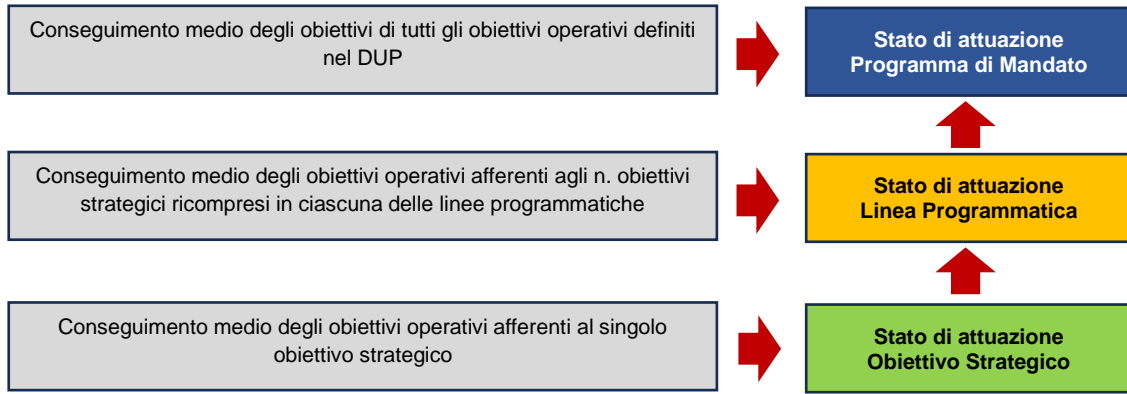 Conseguimento medio degli obiettivi di tutti gli obiettivi operativi definiti
nel DUP
Stato di attuazione
Programma di Mandato
Conseguimento medio degli obiettivi operativi afferenti agli n. obiettivi
strategici ricompresi in ciascuna delle linee programmatiche
Stato di attuazione
Linea Programmatica
Conseguimento medio degli obiettivi operativi afferenti al singolo
obiettivo strategico
Stato di attuazione
Obiettivo Strategico